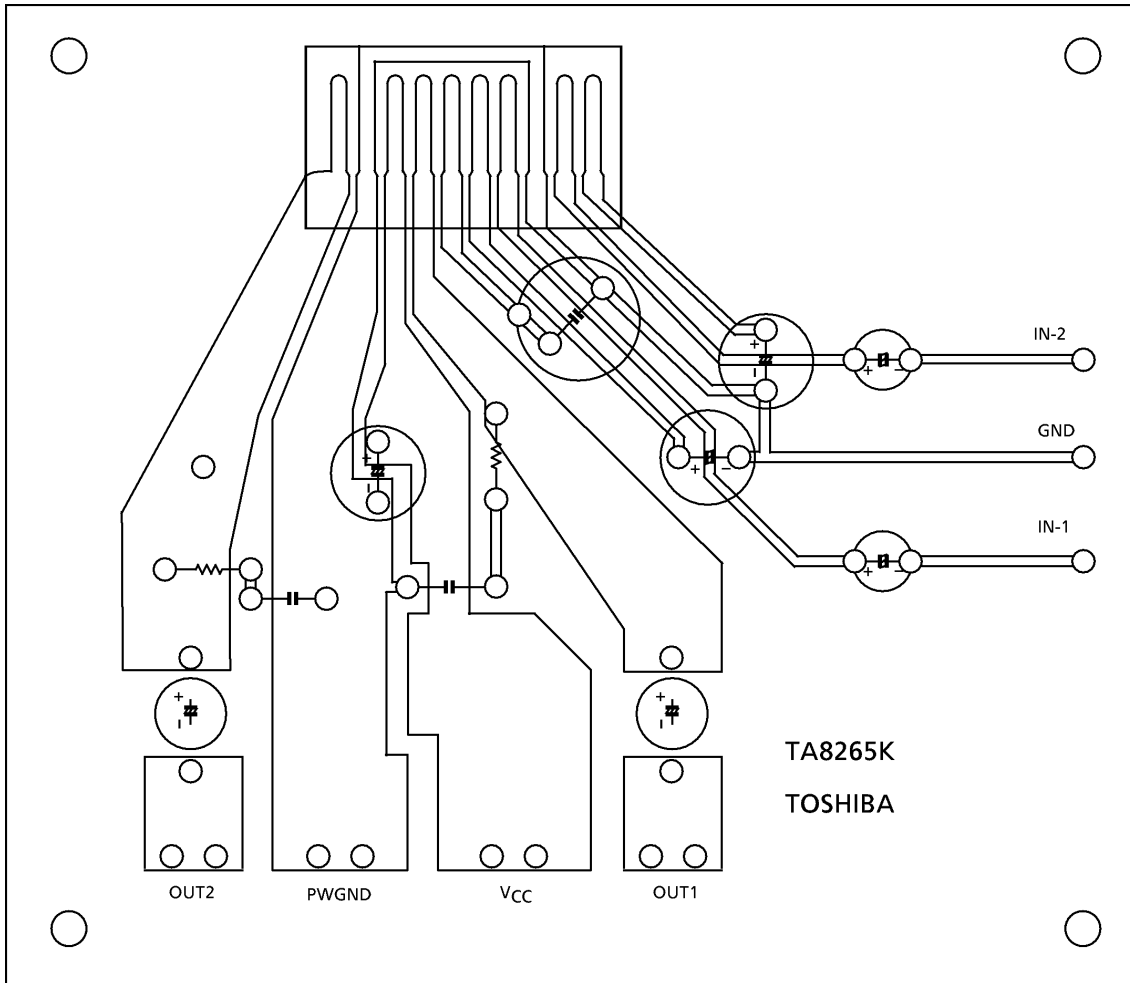 IN-2
GND
IN-1
TA8265K
TOSHIBA
OUT2
PWGND
VCC
OUT1